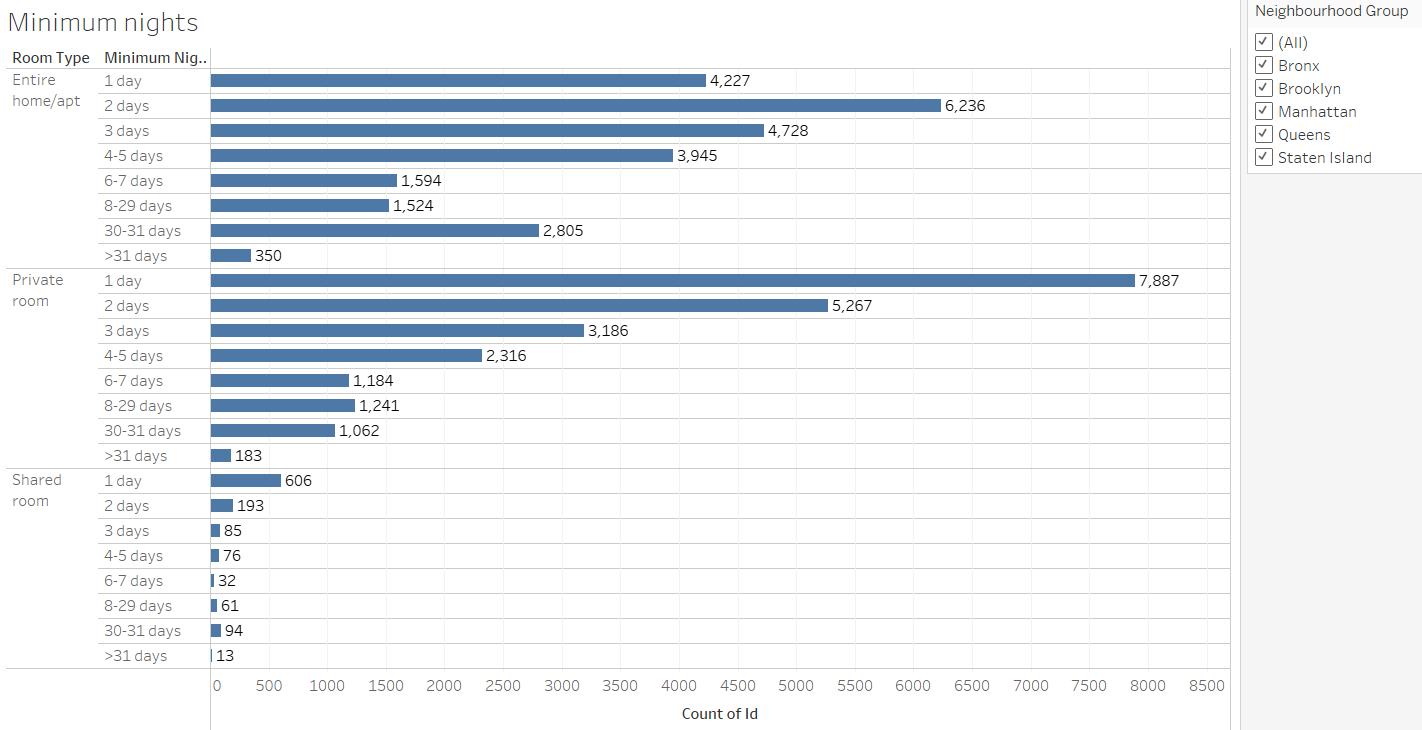 Minimum nights
Room Type Minimum Nig..
Entire home/apt
1 day 4,227
2 days 6,236
3 days 4,728
4-5 days 3,945
6-7 days 1,594
8-29 days 1,524
30-31 days 2,805
>31 days 350
Private room
1 day 7,887
2 days 5,267
3 days 3,186
4-5 days 2,316
6-7 days 1,184
8-29 days 1,241
30-31 days 1,062
>31 days 183
Shared room
1 day 606
2 days 193
3 days 85
4-5 days 76
6-7 days 32
8-29 days 61
30-31 days 94
>31 days 13
0 500 1000 1500 2000 2500 3000 3500 4000 4500 5000 5500 6000 6500 7000 7500 8000 8500
Count of Id
Neighbourhood Group
(All)
Bronx
Brooklyn
Manhattan
Queens
Staten Island